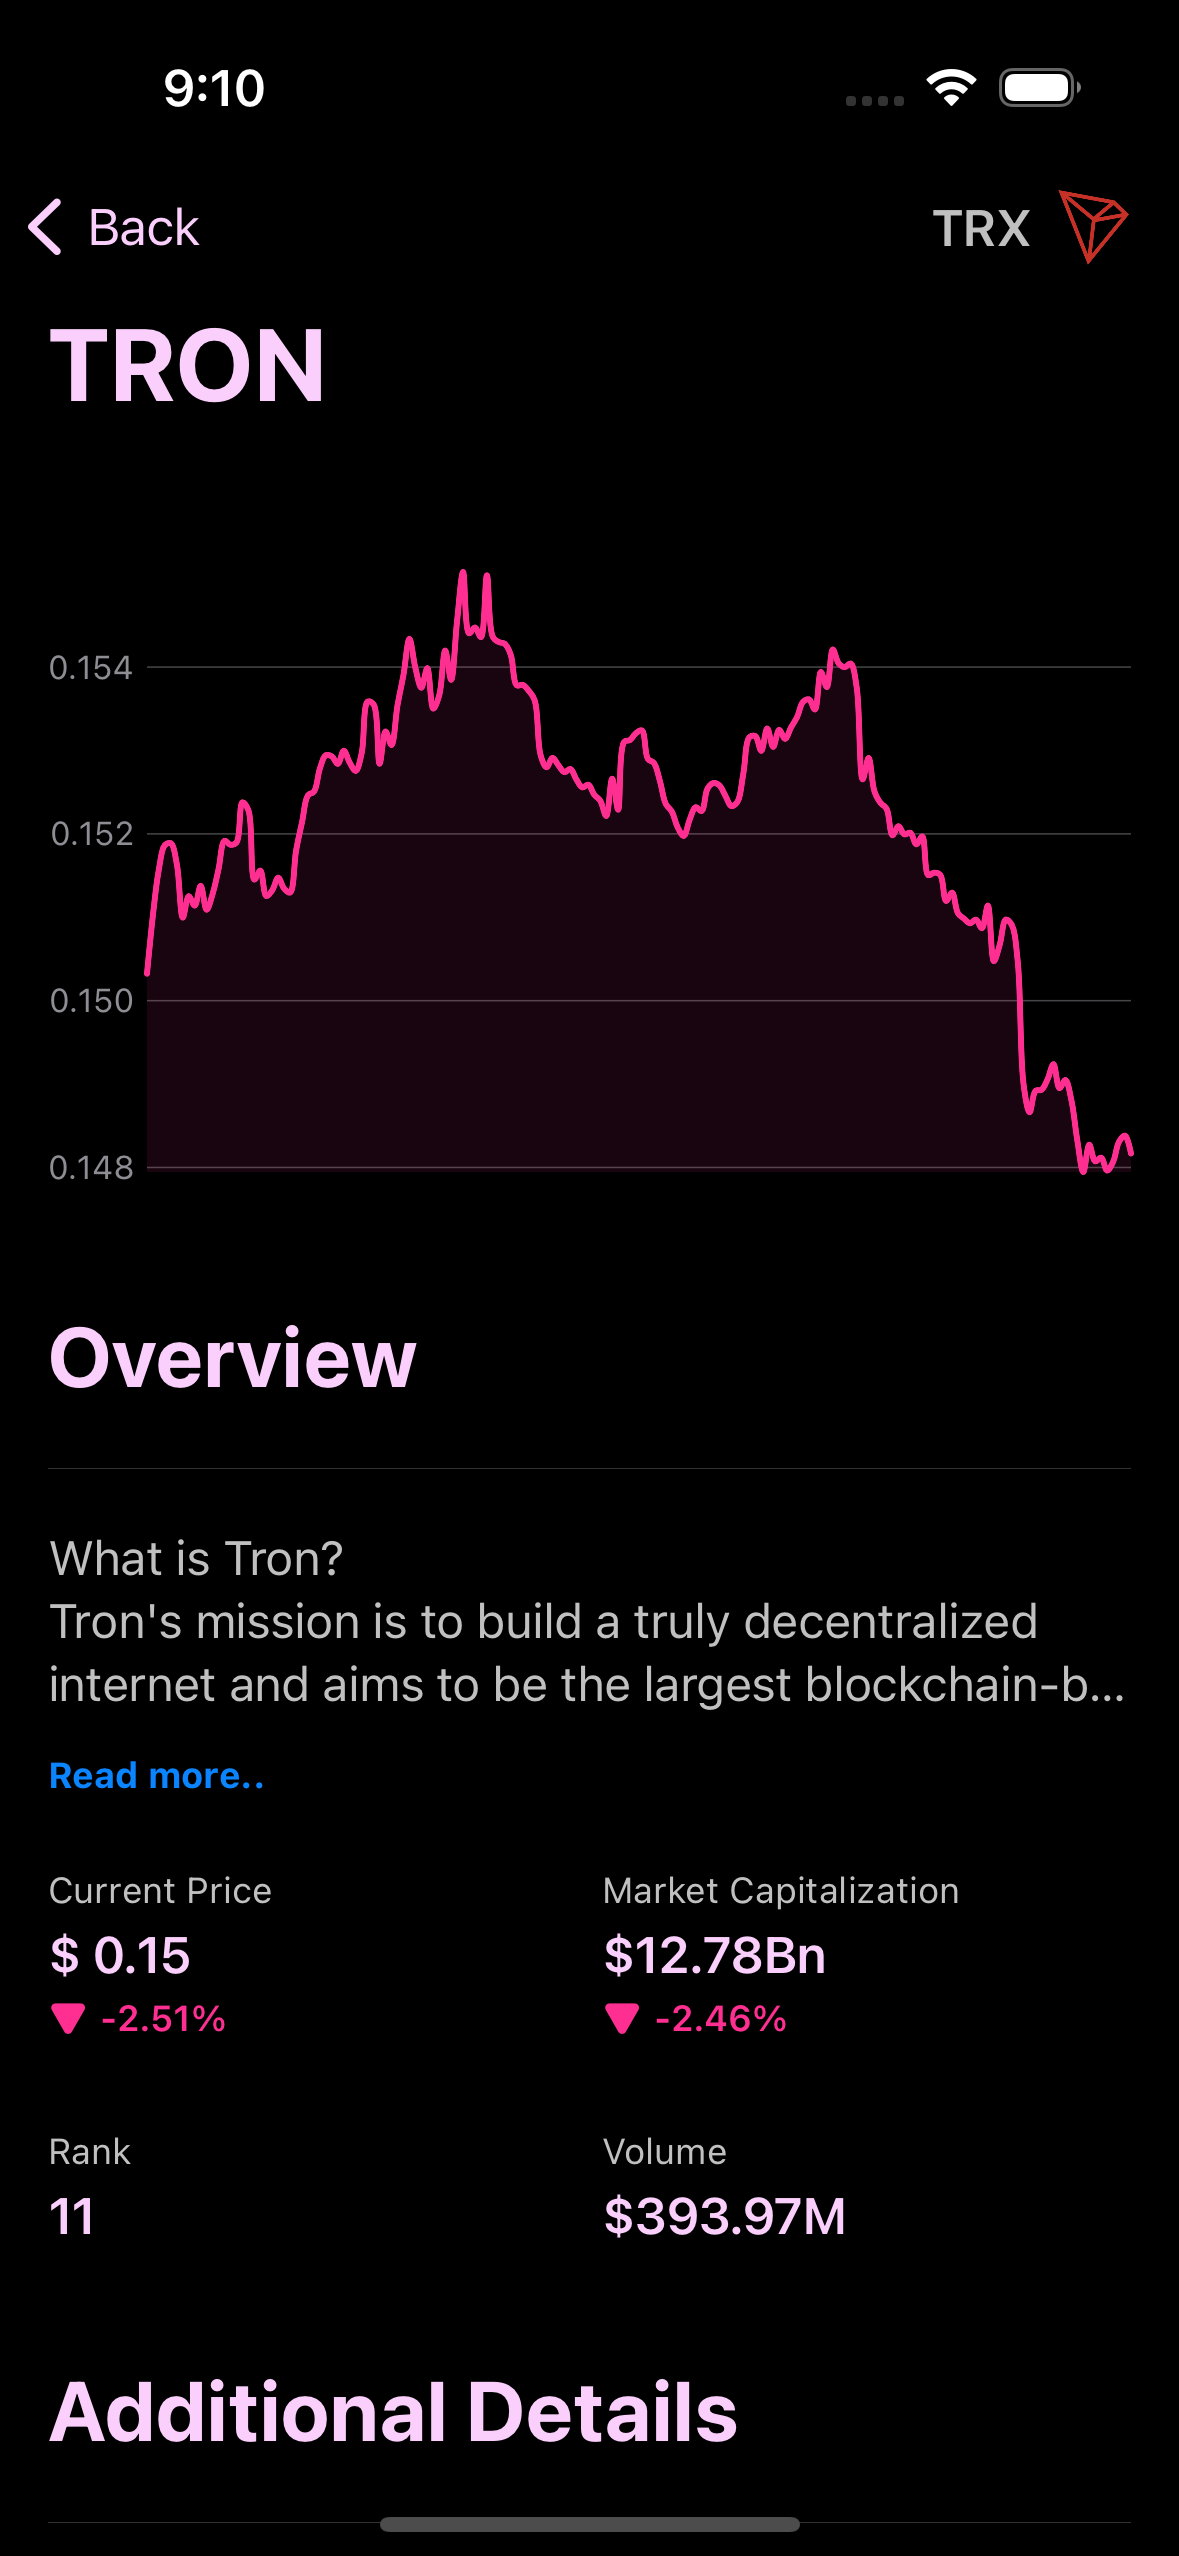 9:10
Back
TRX
TRON
0.154
0.152
0.150
0.148
Overview
What is Tron?
Tron's mission is to build a truly decentralized
internet and aims to be the largest blockchain-b...
Read more..
Current Price
Market Capitalization
$ 0.15
$12.78Bn
-2.51%
-2.46%
Rank
Volume
11
$393.97M
Additional Details